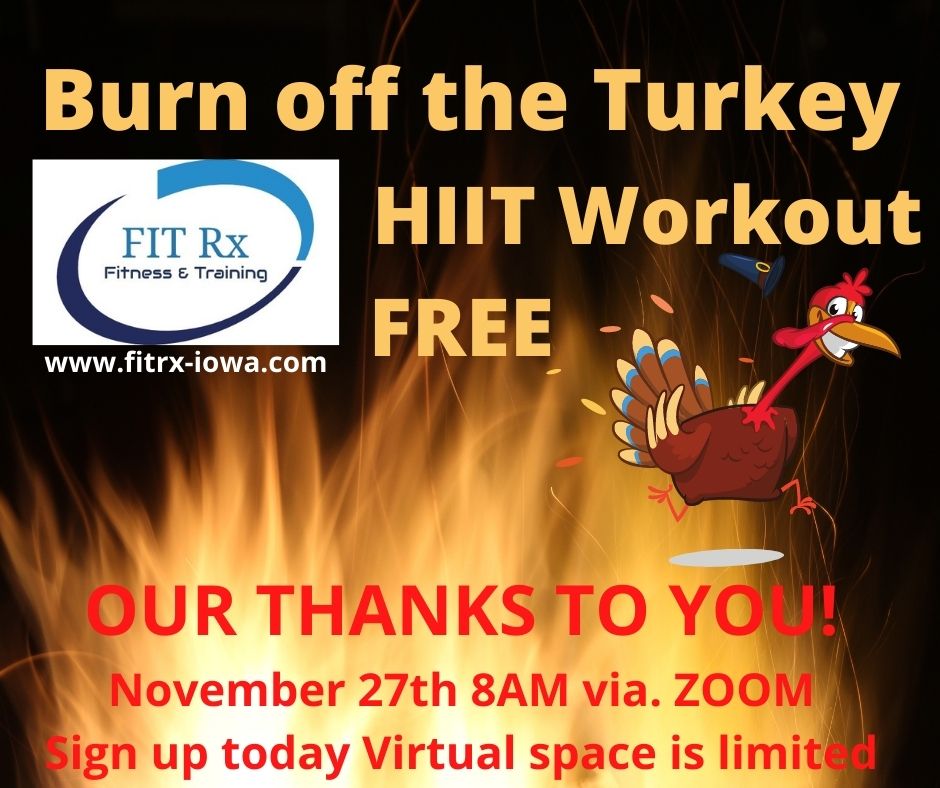 Burn off the Turkey
FIT Rx
Fitness & Training
www.fitrx-iowa.com
HIIT Workout
FREE
OUR THANKS TO YOU!
November 27th 8AM via. ZOOM
Sign up today Virtual space is limited